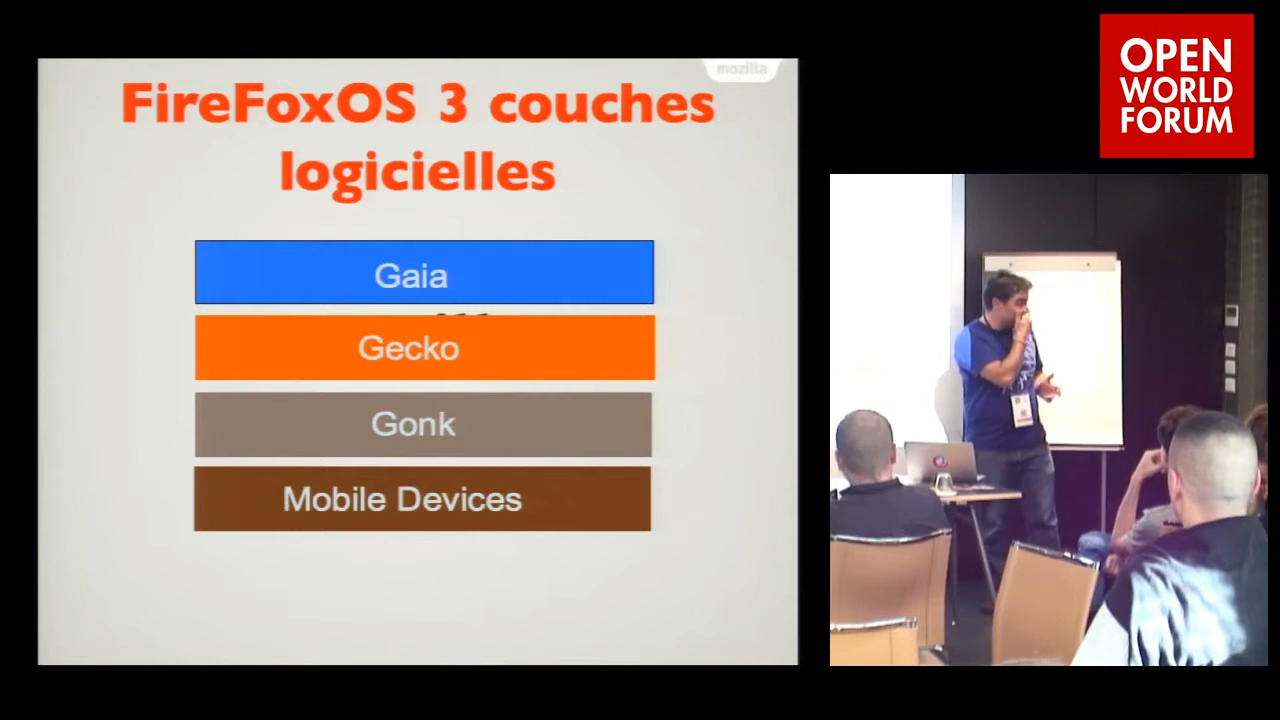 mozilla
FireFoxOS 3 couches
logicielles
Gaia
Gecko
Gonk
Mobile Devices
OPEN
WORLD
FORUM